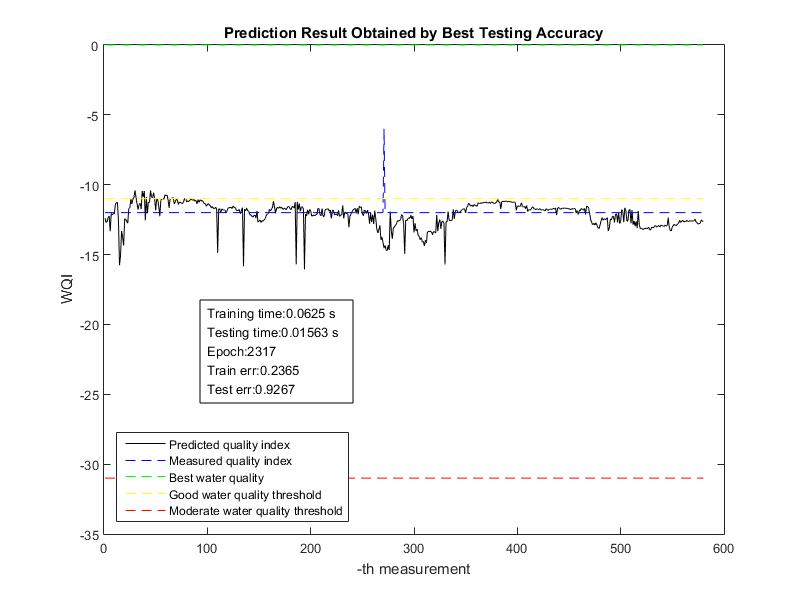 Prediction Result Obtained by Best Testing Accuracy
0
-5
-10
-15
-20
-25
-30
-35
WQI
Training time:0.0625 s
Testing time:0.01563 s
Epoch:2317
Train err:0.2365
Test err:0.9267
Predicted quality index
Measured quality index
Best water quality
Good water quality threshold
Moderate water quality threshold
0 100 200 300 400 500 600
-th measurement